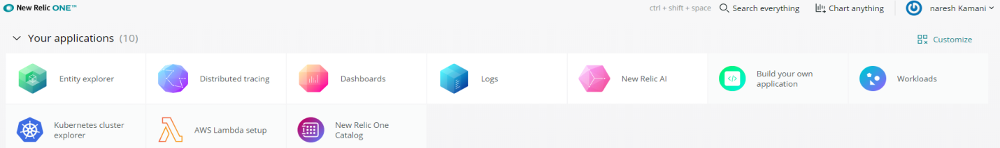 New Relic ONE™
ctrl + shift + space Search everything Chart anything naresh Kamani
Your applications (10)
Customize
Entity explorer
Distributed tracing
Dashboards
Logs
New Relic AI
Build your own
application
Workloads
Kubernetes cluster
explorer
AWS Lambda setup
New Relic One
Catalog